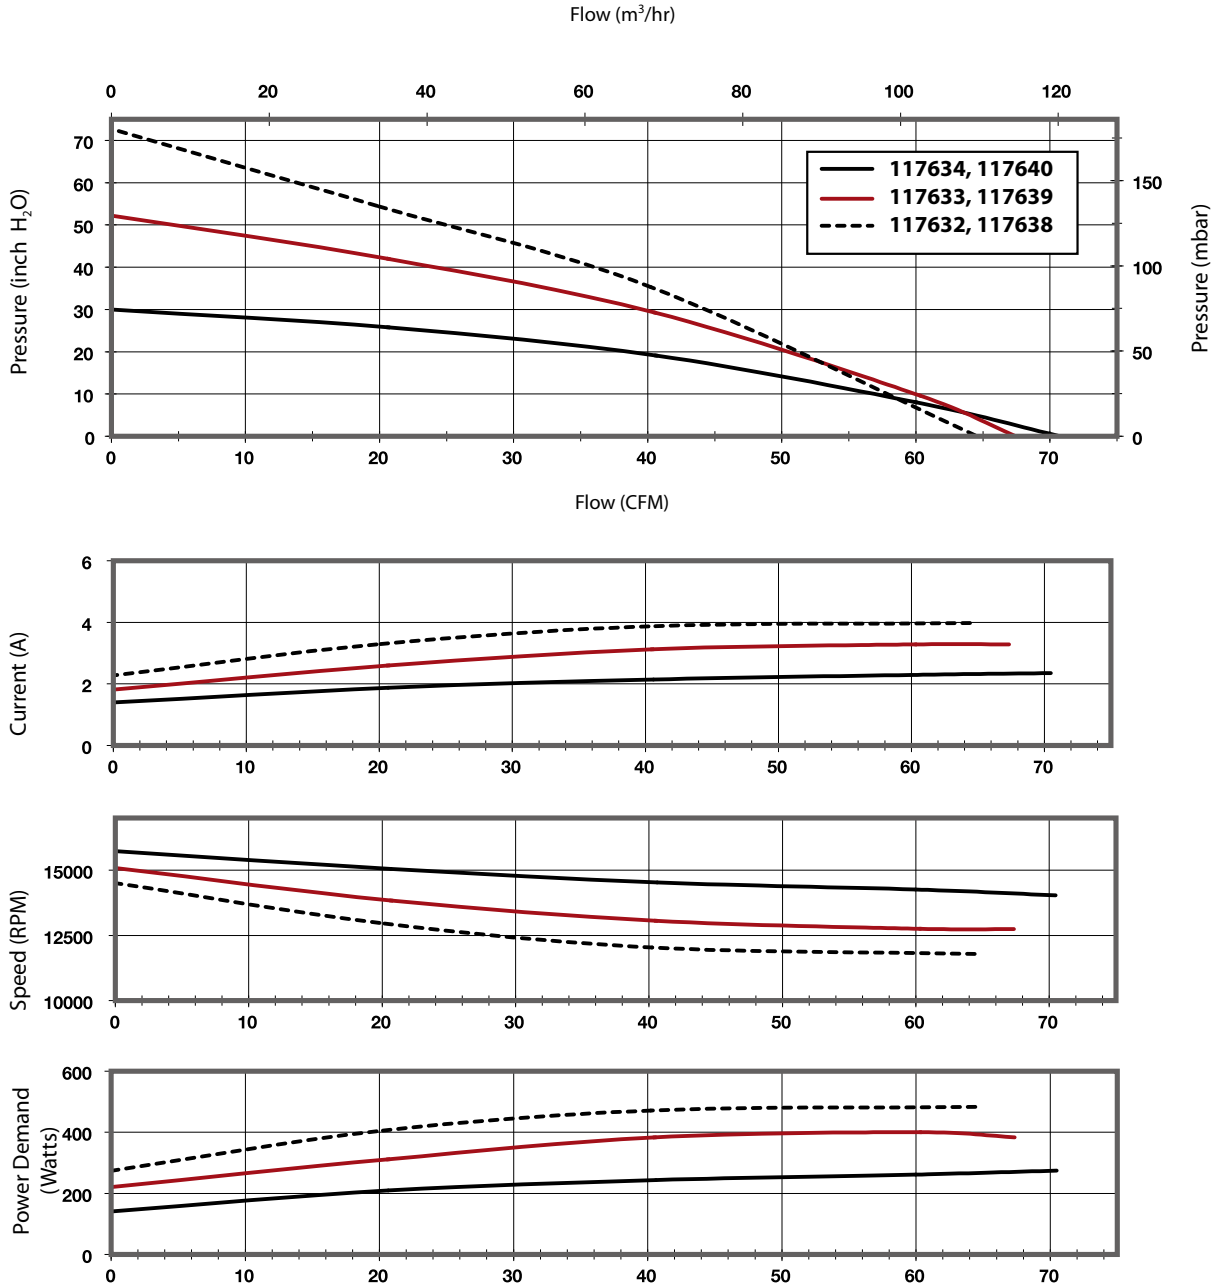 Flow (m³/hr)
0 20 40 60 80 100 120
Pressure (inch H₂O)
70
60
50
40
30
20
10
0
117634, 117640
117633, 117639
117632, 117638
150
100
50
0
Pressure (mbar)
0 10 20 30 40 50 60 70
Flow (CFM)
Current (A)
6
4
2
0
0 10 20 30 40 50 60 70
Speed (RPM)
15000
12500
10000
0 10 20 30 40 50 60 70
Power Demand
(Watts)
600
400
200
0
0 10 20 30 40 50 60 70